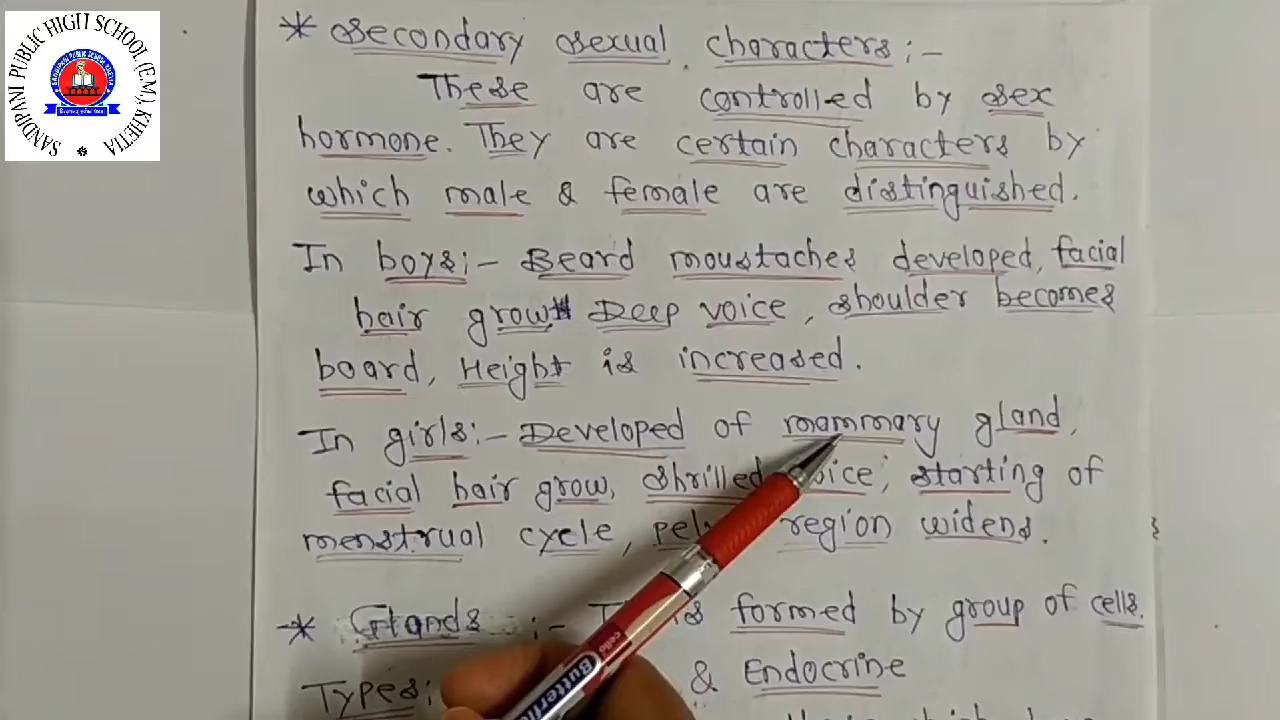 SANDIPANI PUBLIC HIGH SCHOOL (E.M), KHETIA *
* Secondary sexual characters :-
These are controlled by sex
hormone. They are certain characters by
which male & female are distinguished.
In boys :- Beard moustaches developed, facial
hair grow Deep voice, shoulder becomes
board, Height is increased.
In girls :- Developed of mammary gland,
facial hair grow, shrilled voice, starting of
menstrual cycle, region widens.
* Glands :- formed by group of cells.
Types: & Endocrine
Butterfl
cello